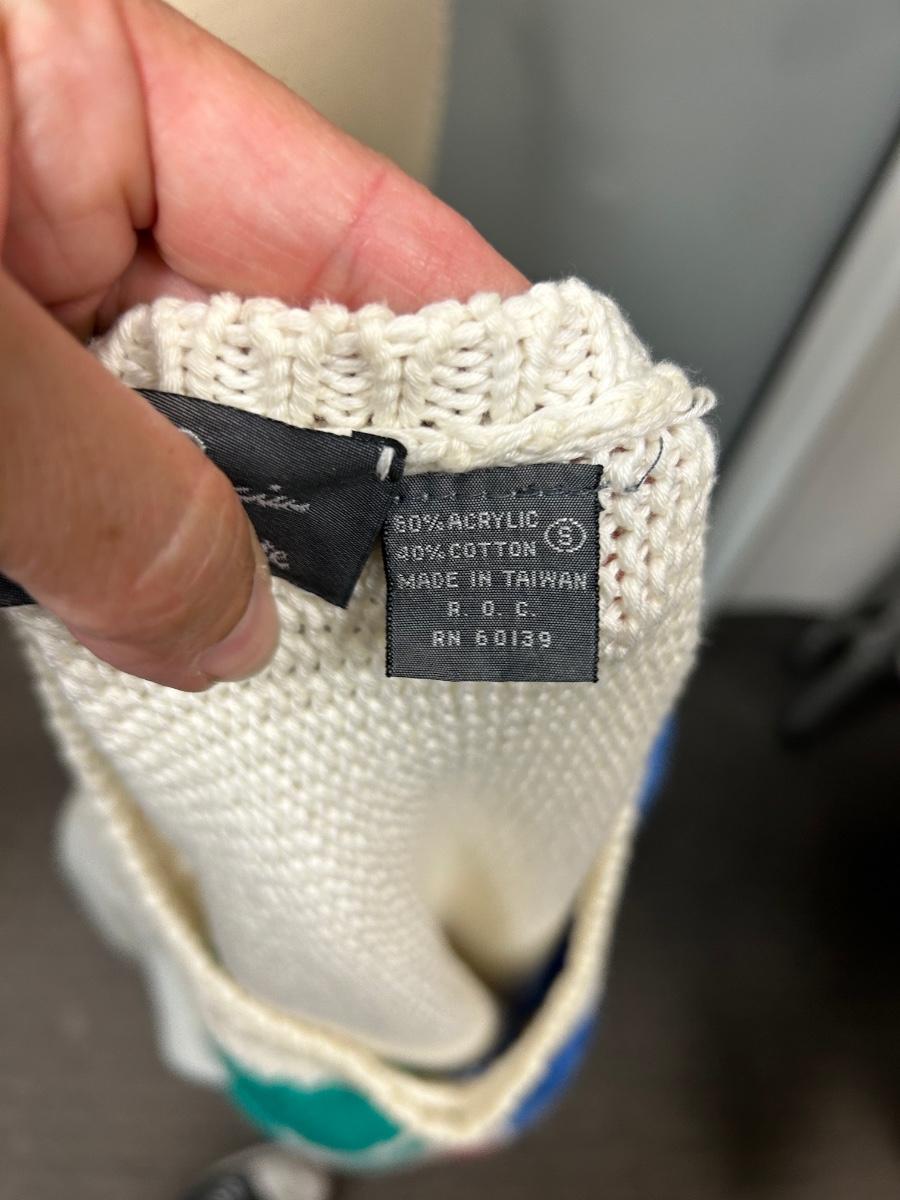 60% ACRYLIC
40% COTTON
S
MADE IN TAIWAN
R. O. C.
RN 60139